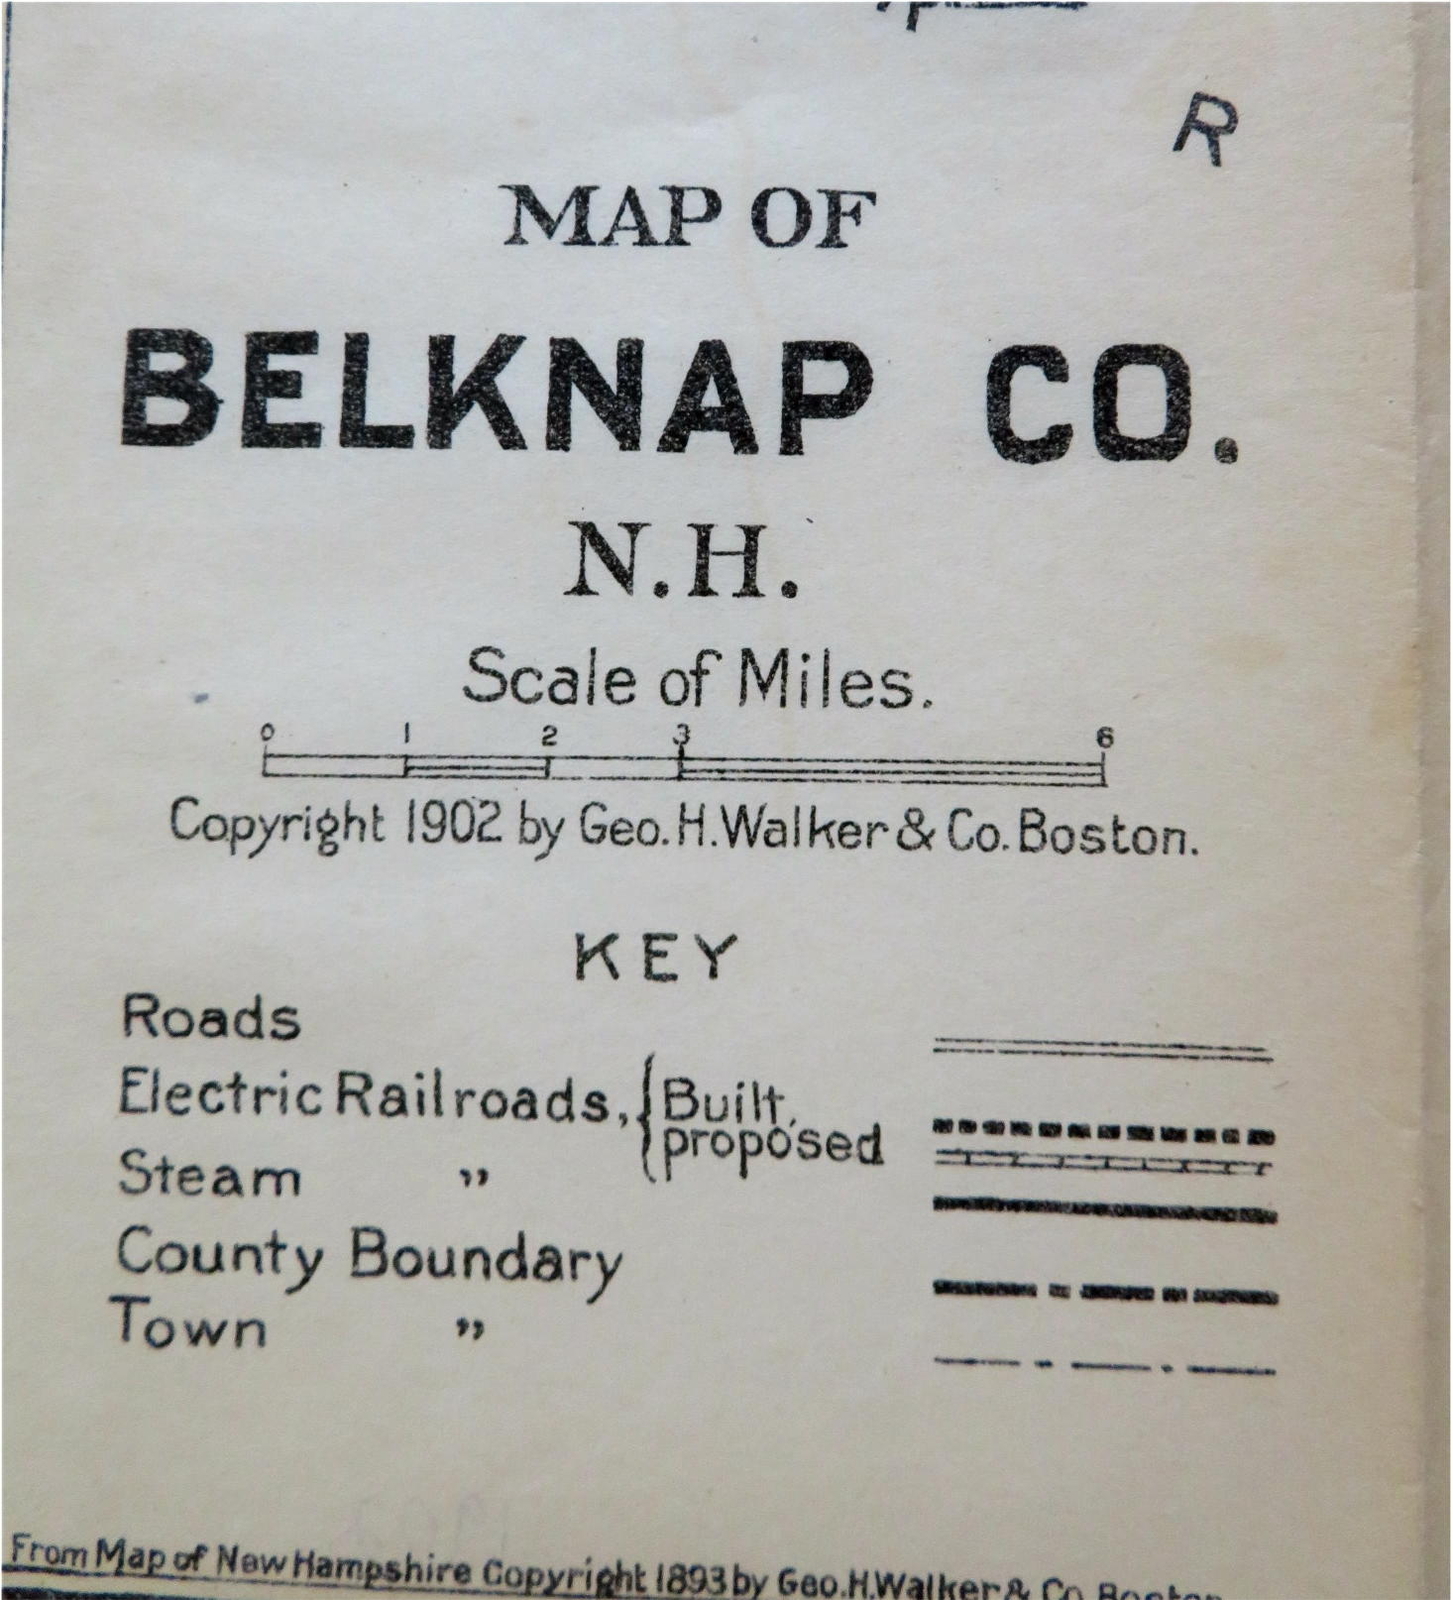 R
MAP OF
BELKNAP CO.
N.H.
Scale of Miles.
0 1 2 3 6
Copyright 1902 by Geo.H.Walker & Co. Boston.
KEY
Roads
Electric Railroads, { Built,
proposed
Steam "
County Boundary
Town "
From Map of New Hampshire Copyright 1893 by Geo.H.Walker & Co Boston